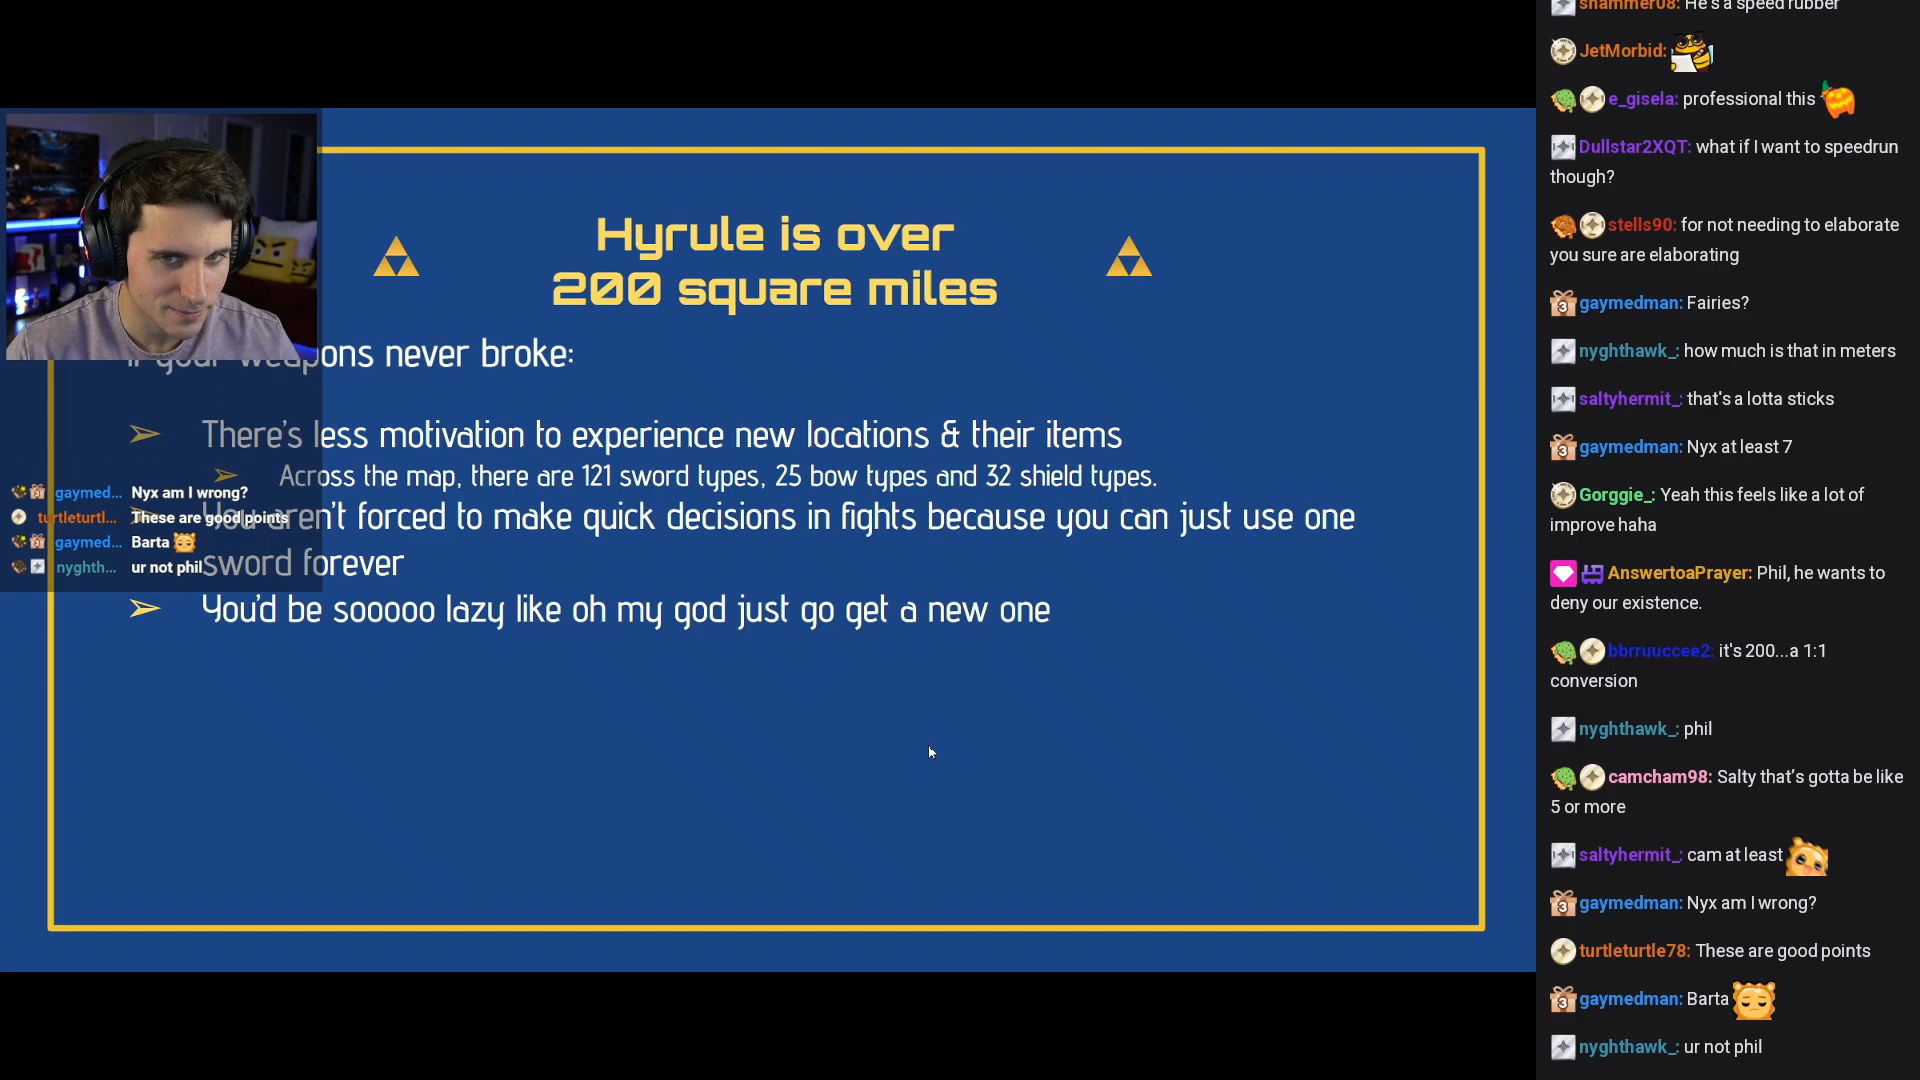 Hyrule is over
200 square miles
If your weapons never broke:
There's less motivation to experience new locations & their items
Across the map, there are 121 sword types, 25 bow types and 32 shield types.
You aren't forced to make quick decisions in fights because you can just use one
sword forever
You'd be sooooo lazy like oh my god just go get a new one
gaymed... Nyx am I wrong?
turtleturtl... These are good points
gaymed... Barta
nyghth... ur not phil
shammer08: He's a speed rubber
JetMorbid:
e_gisela: professional this
Dullstar2XQT: what if I want to speedrun
though?
stells90: for not needing to elaborate
you sure are elaborating
3 gaymedman: Fairies?
nyghthawk_: how much is that in meters
saltyhermit_: that's a lotta sticks
3 gaymedman: Nyx at least 7
Gorggie_: Yeah this feels like a lot of
improve haha
AnswertoaPrayer: Phil, he wants to
deny our existence.
bbrruuccee2: it's 200...a 1:1
conversion
nyghthawk_: phil
camcham98: Salty that's gotta be like
5 or more
saltyhermit_: cam at least
3 gaymedman: Nyx am I wrong?
turtleturtle78: These are good points
3 gaymedman: Barta
nyghthawk_: ur not phil